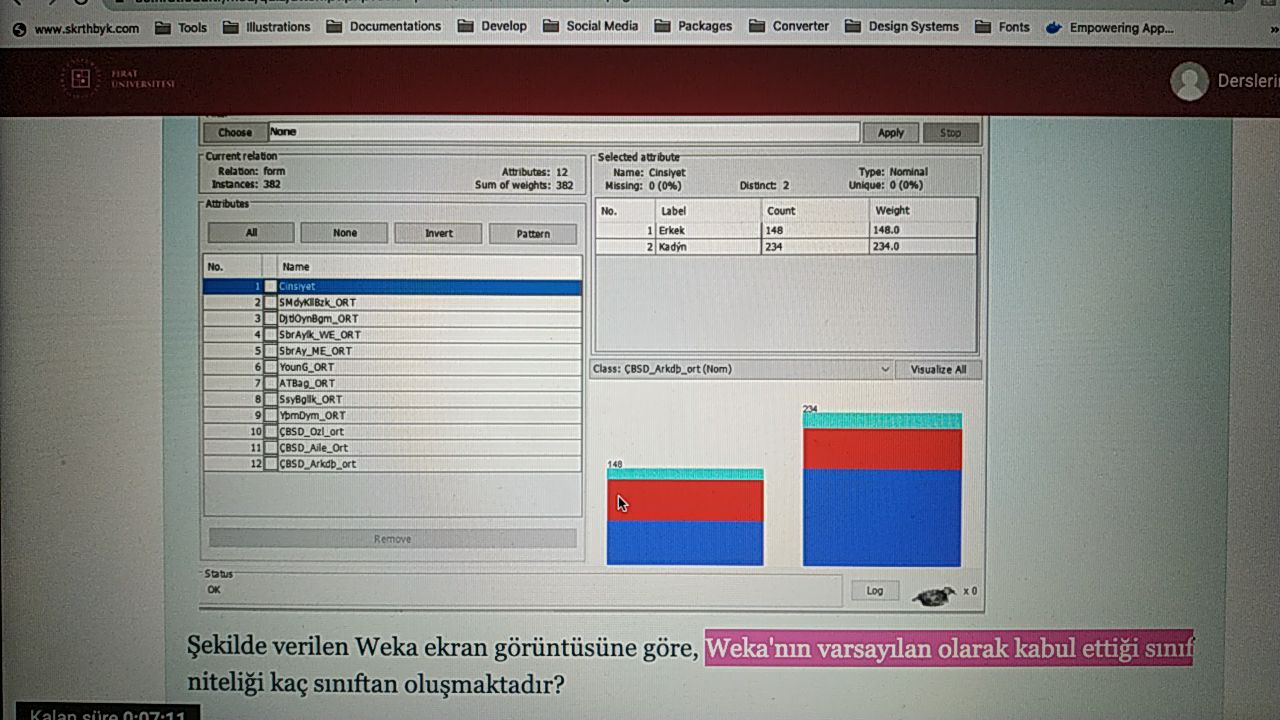 www.skrthbyk.com Tools Illustrations Documentations Develop Social Media Packages Converter Design Systems Fonts Empowering App... »
FIRAT
ÜNİVERSİTESİ
Derslerin
Choose None Apply Stop
Current relation
Relation: form Attributes: 12
Instances: 382 Sum of weights: 382
Selected attribute
Name: Cinsiyet Type: Nominal
Missing: 0 (0%) Distinct: 2 Unique: 0 (0%)
Attributes
All None Invert Pattern
No. Name
1 Cinsiyet
2 SMdyKllBzk_ORT
3 DjtlOynBgm_ORT
4 SbrAylk_WE_ORT
5 SbrAy_ME_ORT
6 YounG_ORT
7 ATBag_ORT
8 SsyBgllk_ORT
9 YbmDym_ORT
10 ÇBSD_Ozl_ort
11 ÇBSD_Aile_Ort
12 ÇBSD_Arkdþ_ort
Remove
No. Label Count Weight
1 Erkek 148 148.0
2 Kadýn 234 234.0
Class: ÇBSD_Arkdþ_ort (Nom) Visualize All
148
234
Status
OK
Log x 0
Şekilde verilen Weka ekran görüntüsüne göre, Weka'nın varsayılan olarak kabul ettiği sınıf
niteliği kaç sınıftan oluşmaktadır?
Kalan süre 0:07:11